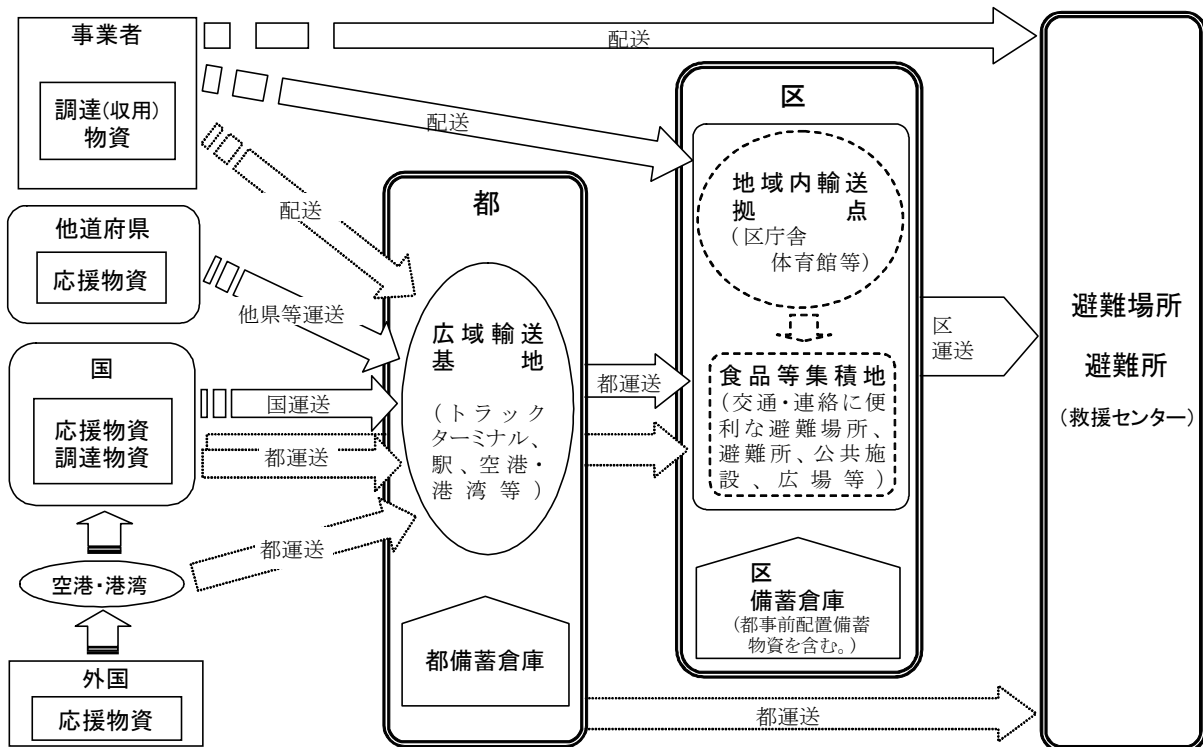 事業者
調達(収用)
物資
配送
配送
配送
他道府県
応援物資
他県等運送
国
応援物資
調達物資
国運送
都運送
都運送
空港・港湾
外国
応援物資
都
広域輸送
基地
(トラック
ターミナル、
駅、空港・
港湾等)
都備蓄倉庫
都運送
都運送
区
地域内輸送
拠点
(区庁舎
体育館等)
食品等集積地
(交通・連絡に便
利な避難場所、
避難所、公共施
設、広場等)
区
備蓄倉庫
(都事前配置備蓄
物資を含む。)
区
運送
避難場所
避難所
(救援センター)